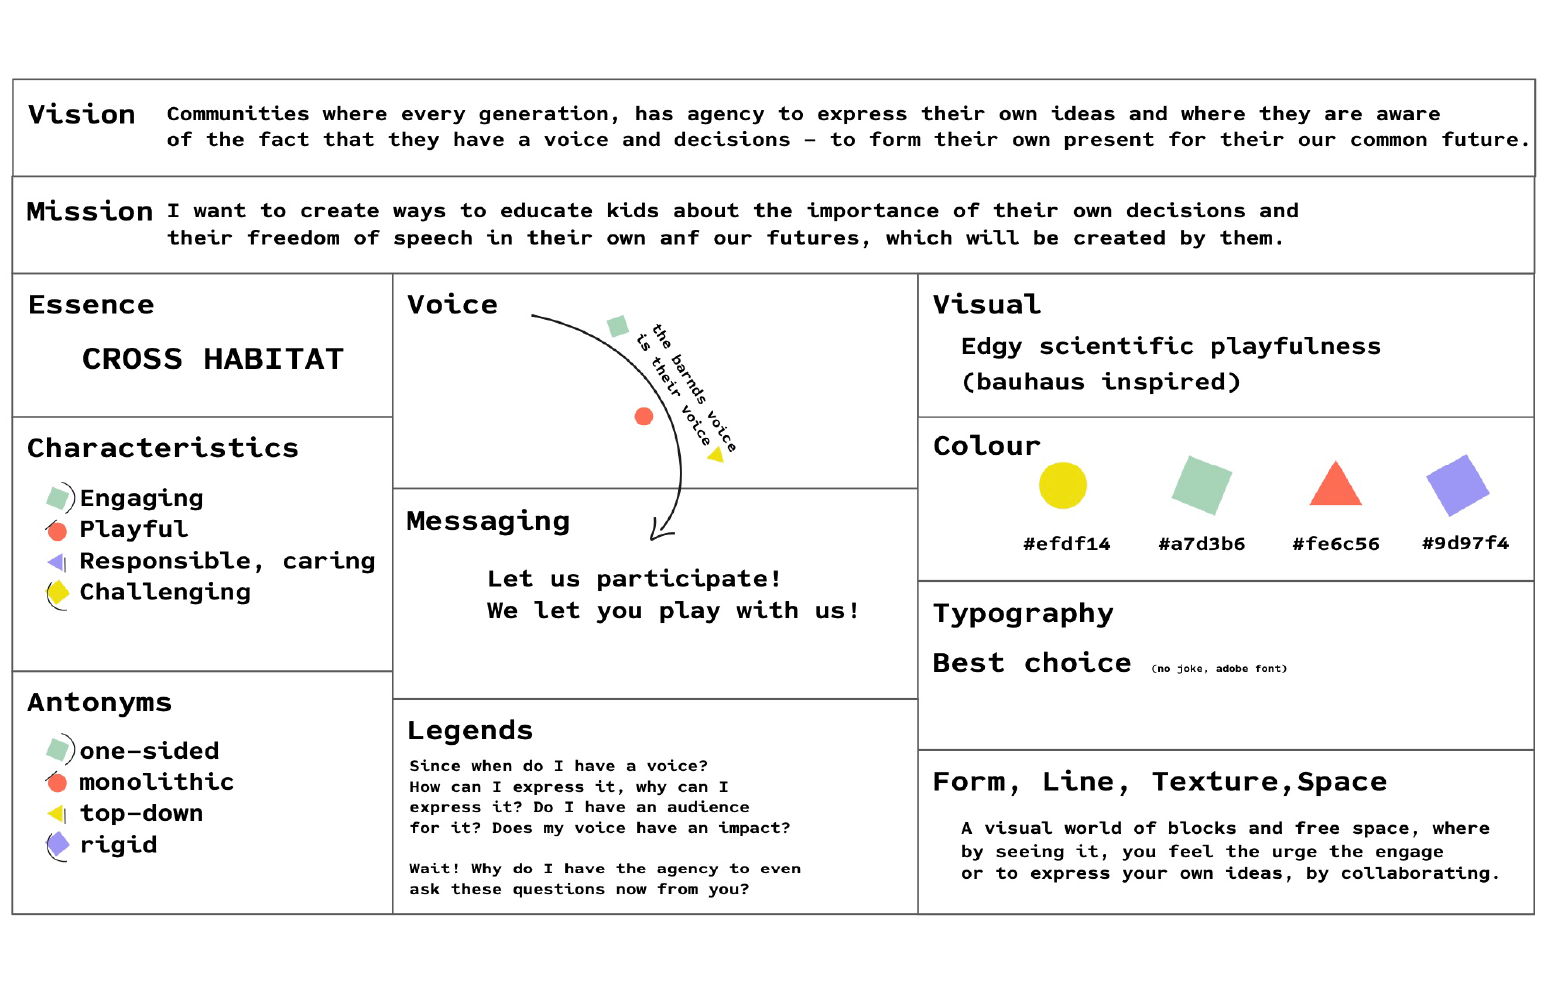 Vision
Communities where every generation, has agency to express their own ideas and where they are aware
of the fact that they have a voice and decisions – to form their own present for their our common future.
Mission
I want to create ways to educate kids about the importance of their own decisions and
their freedom of speech in their own anf our futures, which will be created by them.
Essence
CROSS HABITAT
Characteristics
Engaging
Playful
Responsible, caring
Challenging
Antonyms
one-sided
monolithic
top-down
rigid
Voice
the barnds voice
is their voice
Messaging
Let us participate!
We let you play with us!
Legends
Since when do I have a voice?
How can I express it, why can I
express it? Do I have an audience
for it? Does my voice have an impact?
Wait! Why do I have the agency to even
ask these questions now from you?
Visual
Edgy scientific playfulness
(bauhaus inspired)
Colour
#efdf14 #a7d3b6 #fe6c56 #9d97f4
Typography
Best choice (no joke, adobe font)
Form, Line, Texture,Space
A visual world of blocks and free space, where
by seeing it, you feel the urge the engage
or to express your own ideas, by collaborating.